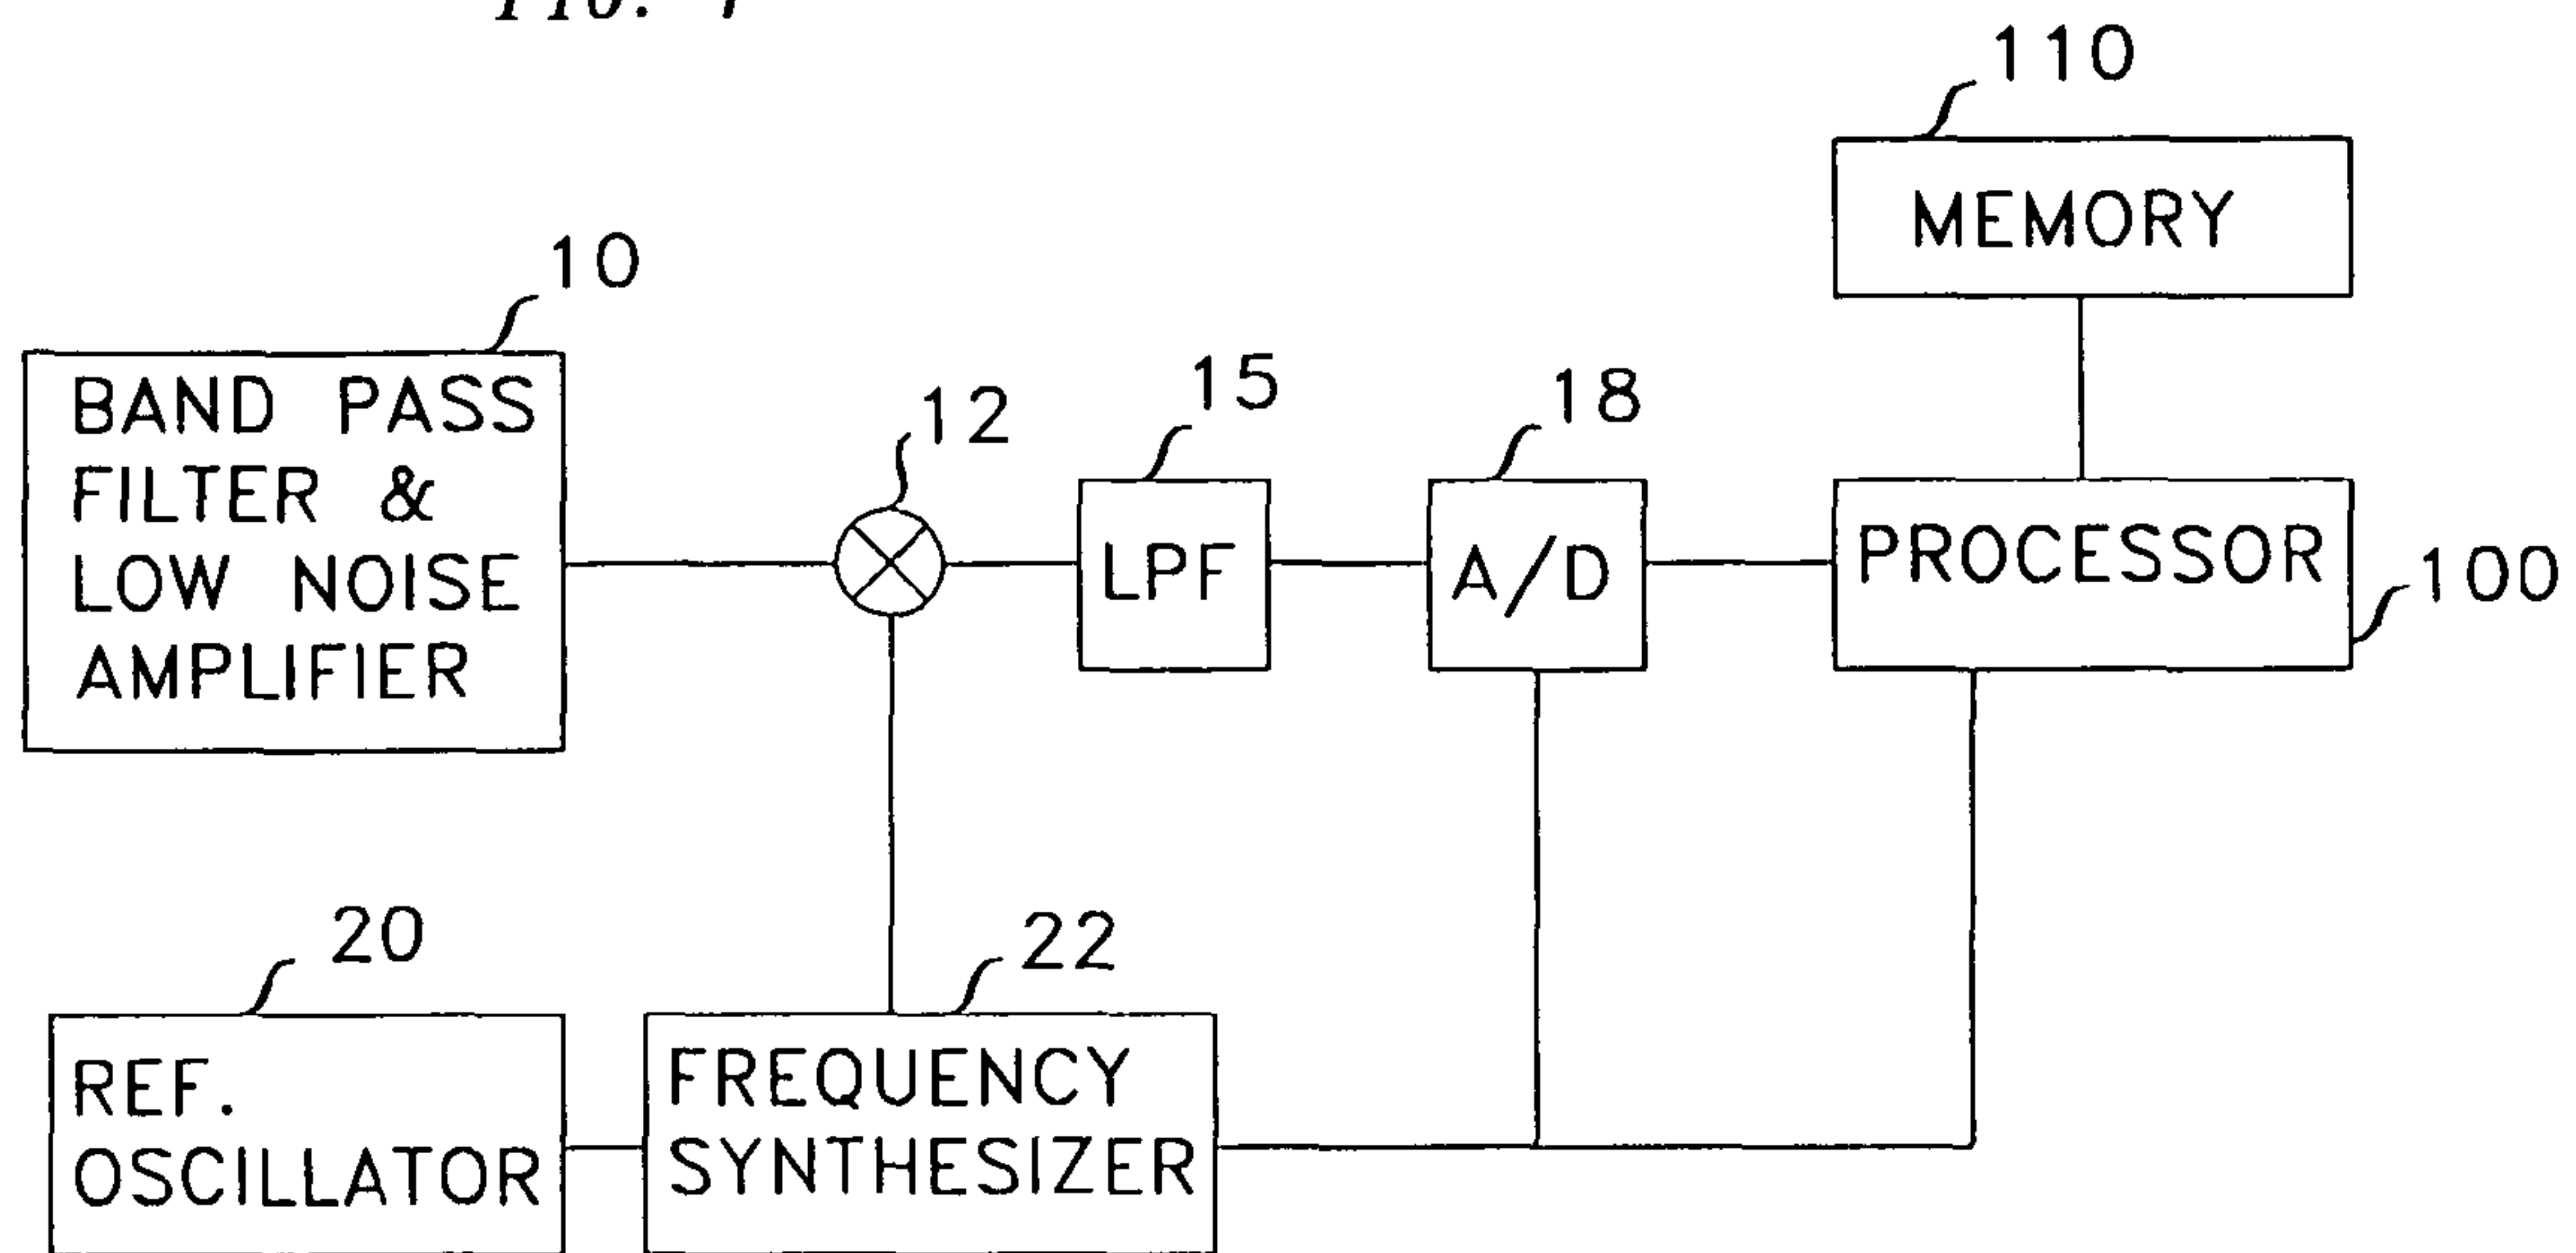 FIG.
110
MEMORY
10
BAND PASS
FILTER &
LOW NOISE
AMPLIFIER
12
15
LPF
18
A/D
PROCESSOR
100
20
REF.
OSCILLATOR
22
FREQUENCY
SYNTHESIZER